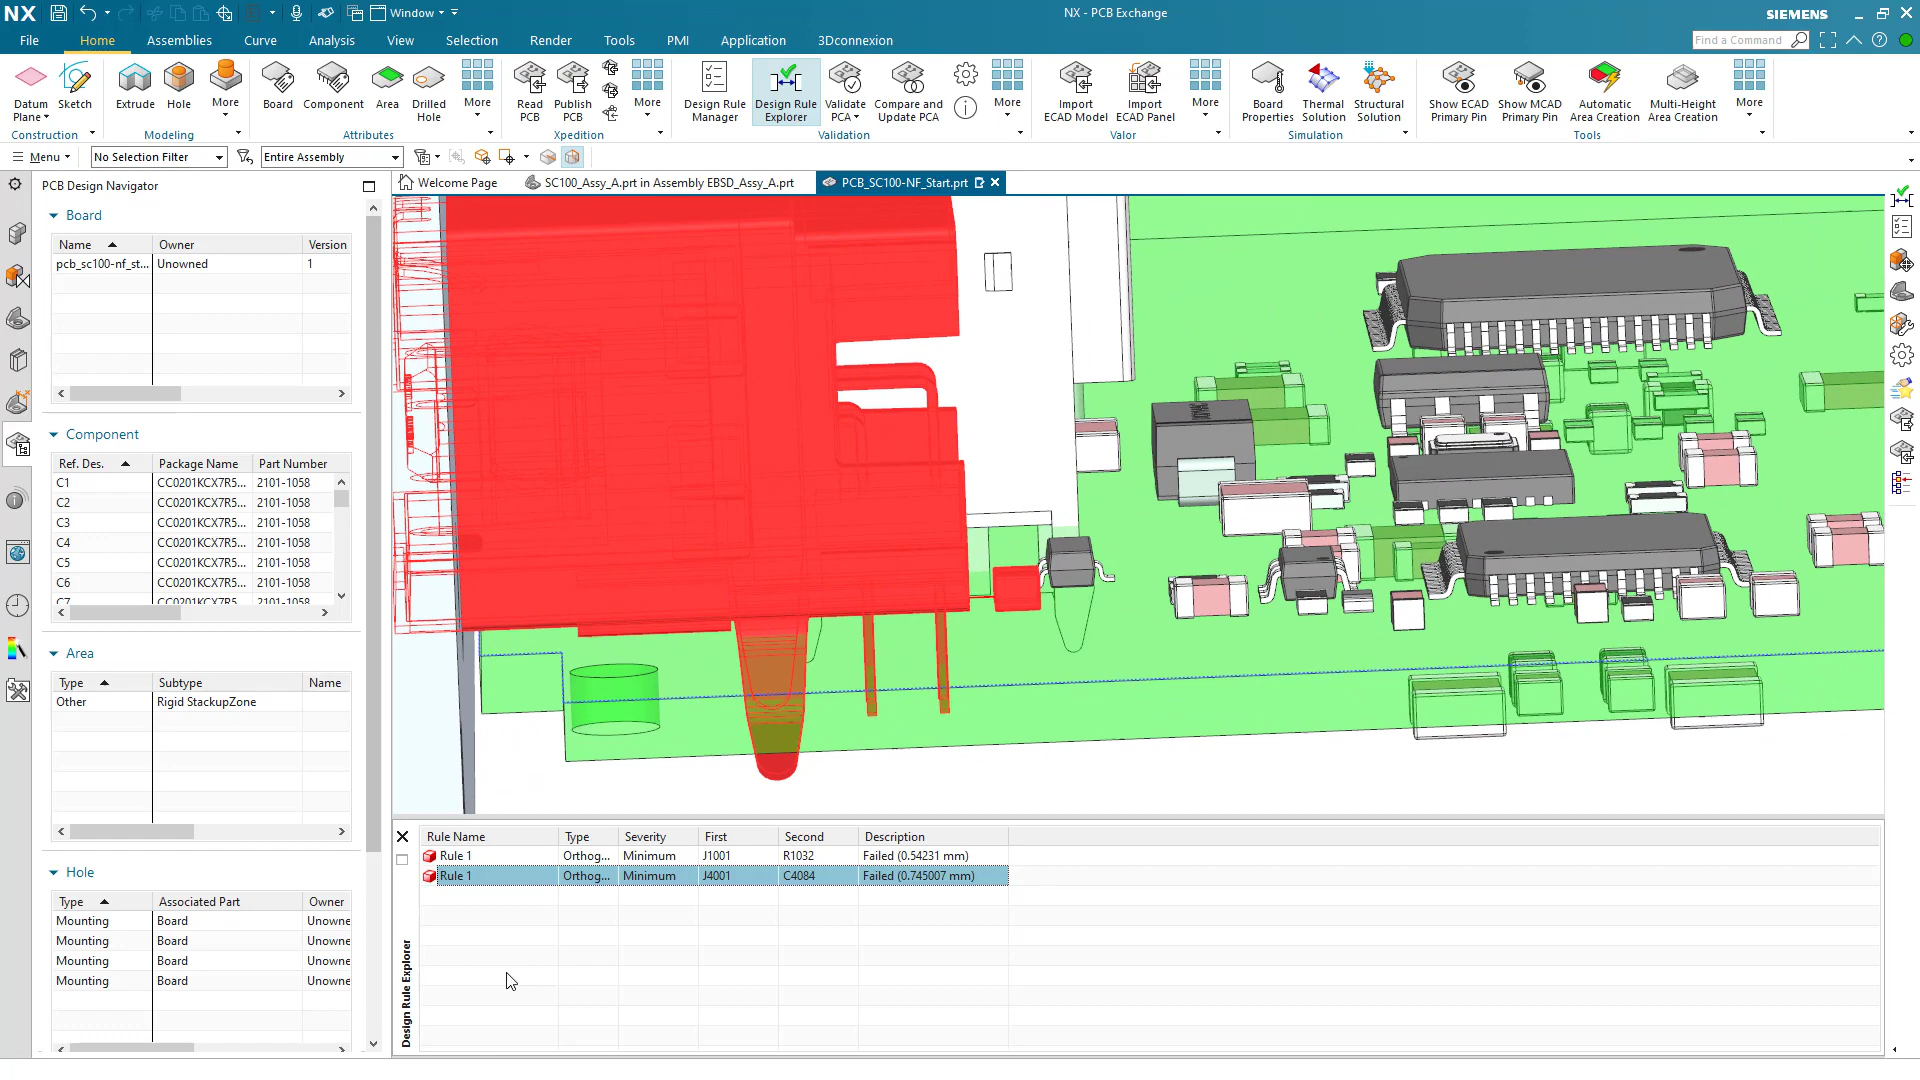 NX
Window
NX - PCB Exchange
SIEMENS
File
Home
Assemblies
Curve
Analysis
View
Selection
Render
Tools
PMI
Application
3Dconnexion
Find a Command
Datum Plane
Sketch
Extrude
Hole
More
Board
Component
Area
Drilled Hole
More
Read PCB
Publish PCB
More
Design Rule Manager
Design Rule Explorer
Validate PCA
Compare and Update PCA
More
Import ECAD Model
Import ECAD Panel
More
Board Properties
Thermal Solution
Structural Solution
Show ECAD Primary Pin
Show MCAD Primary Pin
Automatic Area Creation
Multi-Height Area Creation
More
Construction
Modeling
Attributes
Xpedition
Validation
Valor
Simulation
Tools
Menu
No Selection Filter
Entire Assembly
PCB Design Navigator
Welcome Page
SC100_Assy_A.prt in Assembly EBSD_Assy_A.prt
PCB_SC100-NF_Start.prt
Board
Name Owner Version
pcb_sc100-nf_st... Unowned 1
Component
Ref. Des. Package Name Part Number
C1 CC0201KCX7R5... 2101-1058
C2 CC0201KCX7R5... 2101-1058
C3 CC0201KCX7R5... 2101-1058
C4 CC0201KCX7R5... 2101-1058
C5 CC0201KCX7R5... 2101-1058
C6 CC0201KCX7R5... 2101-1058
C7 CC0201KCX7R5... 2101-1058
Area
Type Subtype Name
Other Rigid StackupZone
Hole
Type Associated Part Owner
Mounting Board Unowne
Mounting Board Unowne
Mounting Board Unowne
Mounting Board Unowne
Design Rule Explorer
Rule Name Type Severity First Second Description
Rule 1 Orthog... Minimum J1001 R1032 Failed (0.54231 mm)
Rule 1 Orthog... Minimum J4001 C4084 Failed (0.745007 mm)